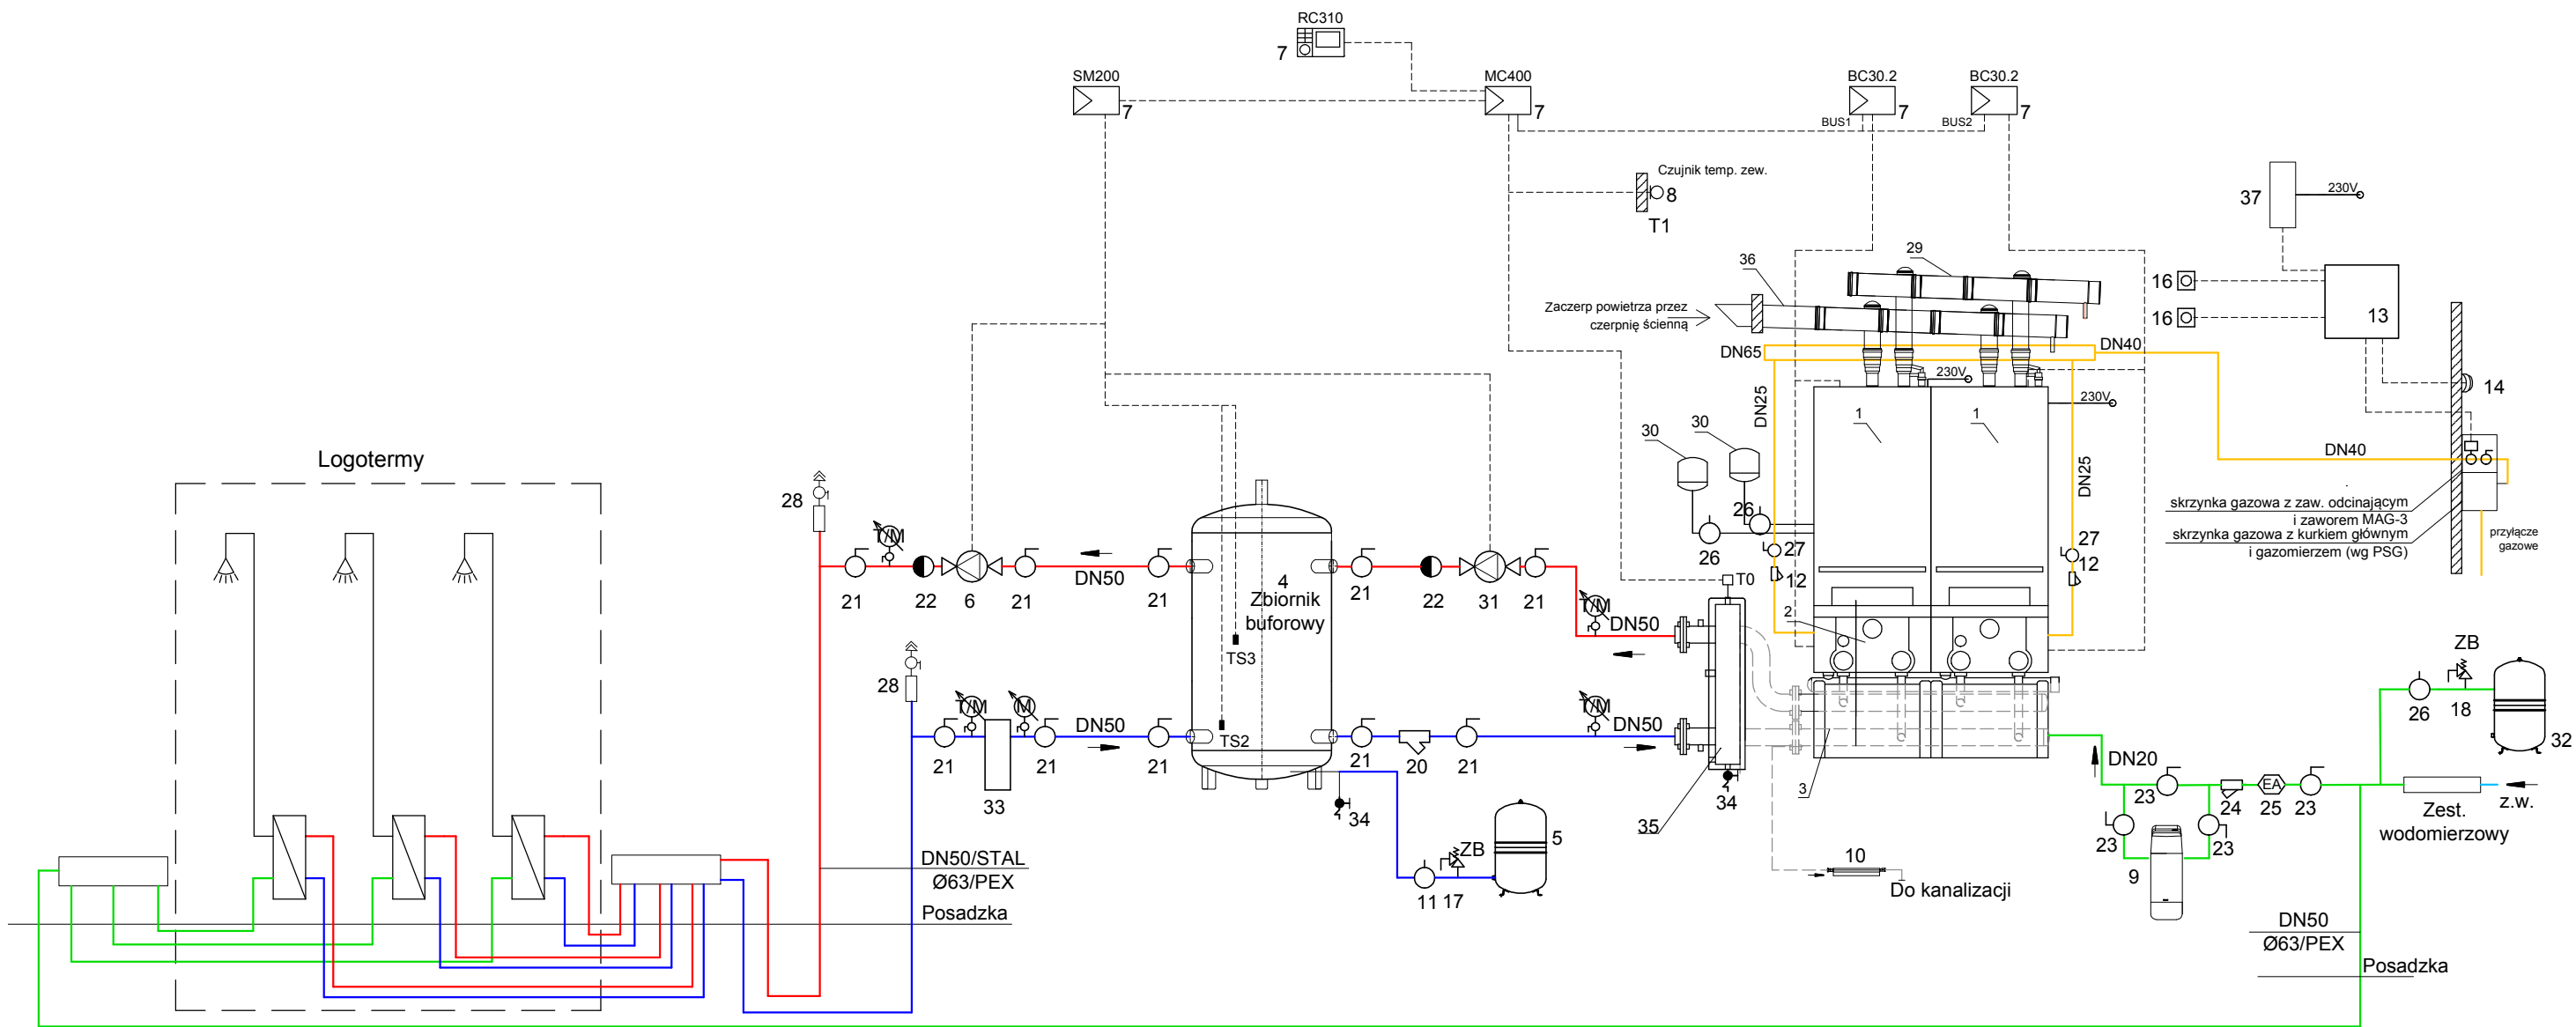 RC310
7
SM200
7
MC400
7
BC30.2
7
BC30.2
7
BUS1
BUS2
Czujnik temp. zew.
8
T1
37
230V
29
36
16
16
13
Zaczerp powietrza przez
czerpnię ścienną
DN65
DN40
14
230V
230V
DN25
1
1
DN25
30
30
DN40
Logotermy
28
skrzynka gazowa z zaw. odcinającym
i zaworem MAG-3
skrzynka gazowa z kurkiem głównym
i gazomierzem (wg PSG)
przyłącze
gazowe
26
26
27
27
12
12
T/M
21
22
6
21
DN50
21
4
Zbiornik
buforowy
21
22
31
21
T/M
DN50
T0
2
TS3
28
T/M
M
21
33
21
DN50
21
TS2
21
20
21
T/M
DN50
34
34
35
3
ZB
26
18
32
DN20
23
24
25
EA
23
z.w.
Zest.
wodomierzowy
23
23
9
ZB
5
11
17
10
Do kanalizacji
DN50/STAL
Ø63/PEX
Posadzka
DN50
Ø63/PEX
Posadzka